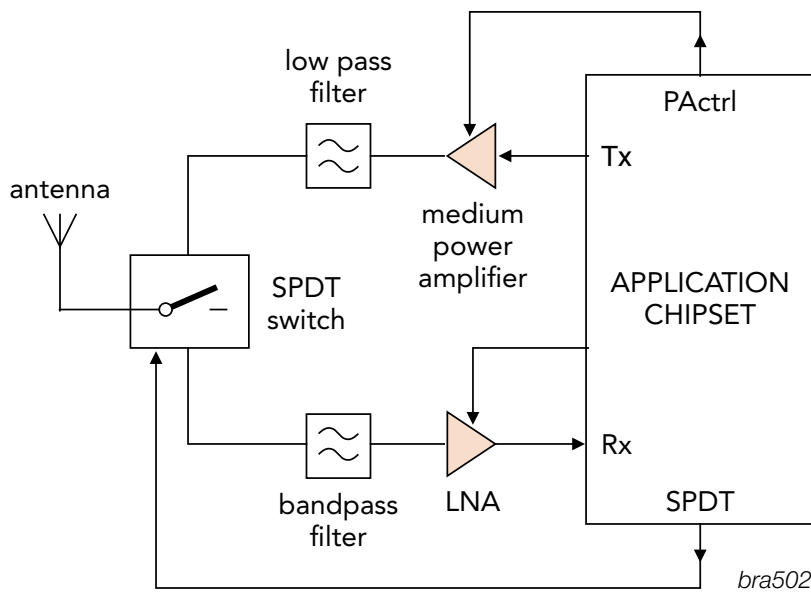 low pass
filter
PActrl
Tx
antenna
medium
power
amplifier
SPDT
switch
APPLICATION
CHIPSET
Rx
bandpass
filter
LNA
SPDT
bra502